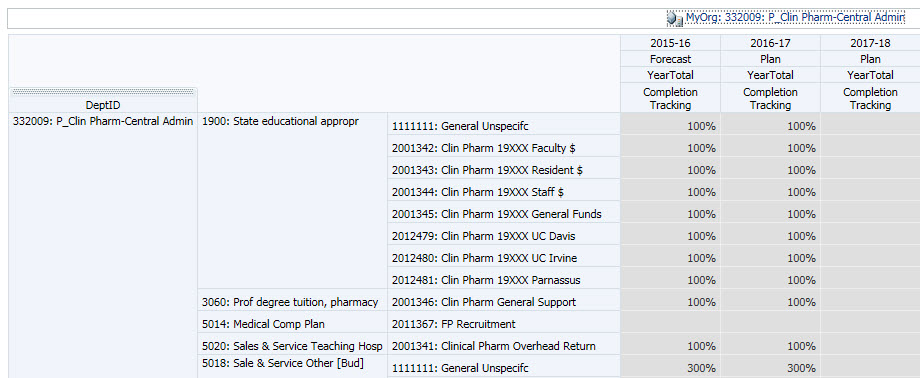 MyOrg: 332009: P_Clin Pharm-Central Admin
2015-16 2016-17 2017-18
Forecast Plan Plan
YearTotal YearTotal YearTotal
Completion Completion Completion
DeptID Tracking Tracking Tracking
332009: P_Clin Pharm-Central Admin 1900: State educational appropr 1111111: General Unspecifc 100% 100%
2001342: Clin Pharm 19XXX Faculty $ 100% 100%
2001343: Clin Pharm 19XXX Resident $ 100% 100%
2001344: Clin Pharm 19XXX Staff $ 100% 100%
2001345: Clin Pharm 19XXX General Funds 100% 100%
2012479: Clin Pharm 19XXX UC Davis 100% 100%
2012480: Clin Pharm 19XXX UC Irvine 100% 100%
2012481: Clin Pharm 19XXX Parnassus 100% 100%
3060: Prof degree tuition, pharmacy 2001346: Clin Pharm General Support 100% 100%
5014: Medical Comp Plan 2011367: FP Recruitment
5020: Sales & Service Teaching Hosp 2001341: Clinical Pharm Overhead Return 100% 100%
5018: Sale & Service Other [Bud] 1111111: General Unspecifc 300% 300%